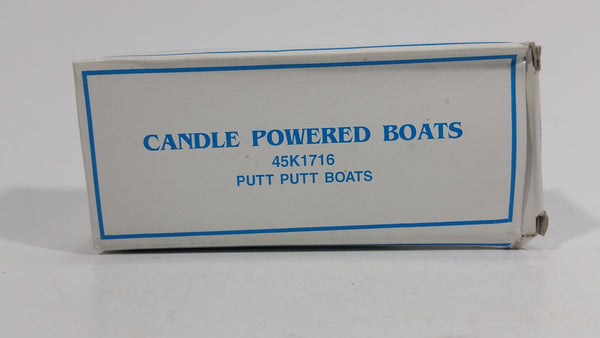 CANDLE POWERED BOATS
45K1716
PUTT PUTT BOATS